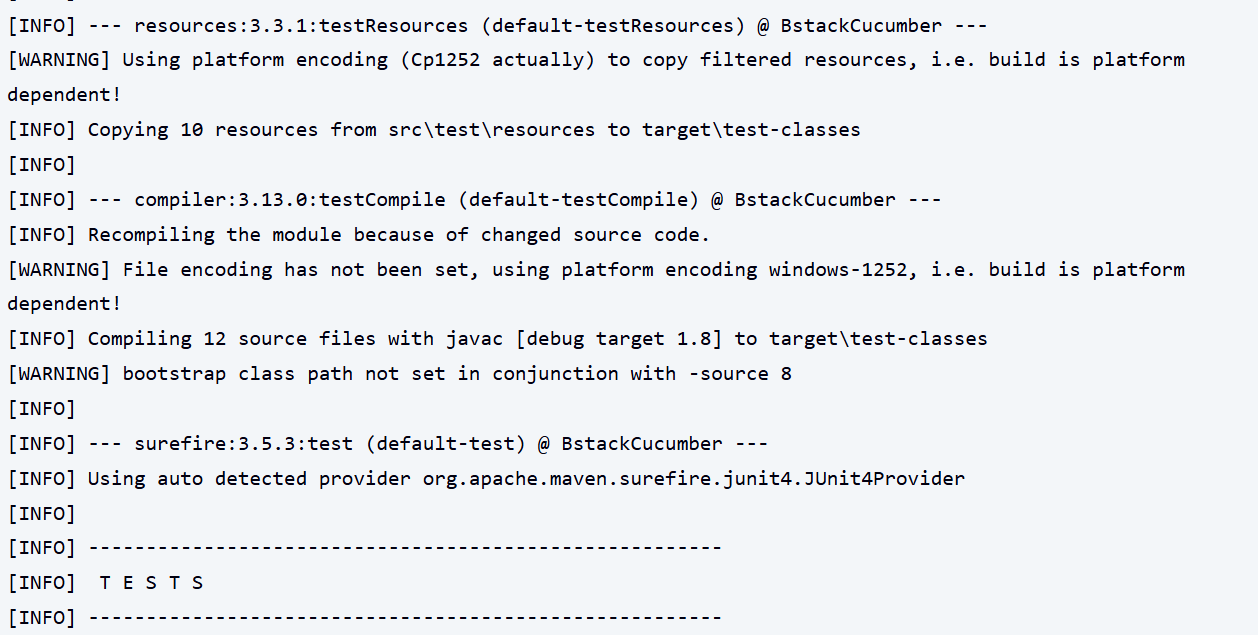 [INFO] --- resources:3.3.1:testResources (default-testResources) @ BstackCucumber ---
[WARNING] Using platform encoding (Cp1252 actually) to copy filtered resources, i.e. build is platform
dependent!
[INFO] Copying 10 resources from src\test\resources to target\test-classes
[INFO]
[INFO] --- compiler:3.13.0:testCompile (default-testCompile) @ BstackCucumber ---
[INFO] Recompiling the module because of changed source code.
[WARNING] File encoding has not been set, using platform encoding windows-1252, i.e. build is platform
dependent!
[INFO] Compiling 12 source files with javac [debug target 1.8] to target\test-classes
[WARNING] bootstrap class path not set in conjunction with -source 8
[INFO]
[INFO] --- surefire:3.5.3:test (default-test) @ BstackCucumber ---
[INFO] Using auto detected provider org.apache.maven.surefire.junit4.JUnit4Provider
[INFO]
[INFO] -------------------------------------------------------
[INFO]  T E S T S
[INFO] -------------------------------------------------------